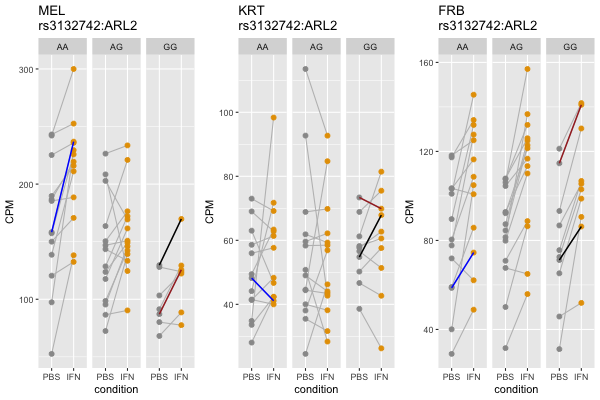 MEL
rs3132742:ARL2
AA AG GG
300
200
100
CPM
PBS IFN PBS IFN PBS IFN
condition
KRT
rs3132742:ARL2
AA AG GG
100
80
60
40
CPM
PBS IFN PBS IFN PBS IFN
condition
FRB
rs3132742:ARL2
AA AG GG
160
120
80
40
CPM
PBS IFN PBS IFN PBS IFN
condition